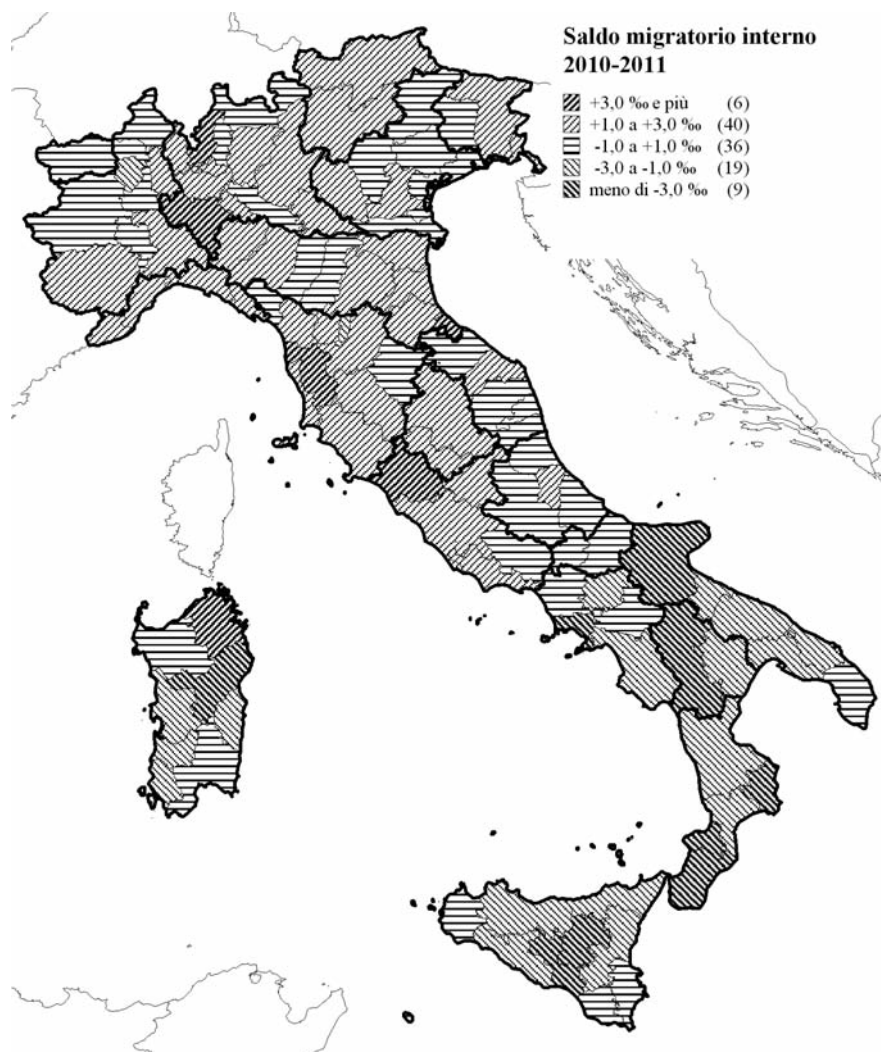 Saldo migratorio interno
2010-2011
+3,0 ‰ e più (6)
+1,0 a +3,0 ‰ (40)
-1,0 a +1,0 ‰ (36)
-3,0 a -1,0 ‰ (19)
meno di -3,0 ‰ (9)